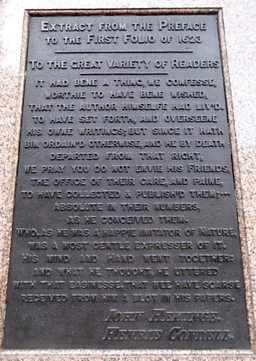 Extract from the Preface
to the First Folio of 1623
To the great Variety of Readers
It had bene a thing, we confesse,
worthie to have bene wished,
that the author himselfe had liv'd
to have set forth, and overseene
his owne writings; but since it hath
bin ordain'd otherwise, and he by death
departed from that right,
we pray you do not envie his friends,
the office of their care, and paine,
to have collected & publish'd them;---
absolute in their numbers,
as he conceived them.
Who, as he was a happie imitator of Nature,
was a most gentle expresser of it.
His mind and hand went together:
and what he thought, he uttered
with that easinesse, that wee have scarse
received from him a blot in his papers.
John Heminge.
Henrie Condell.